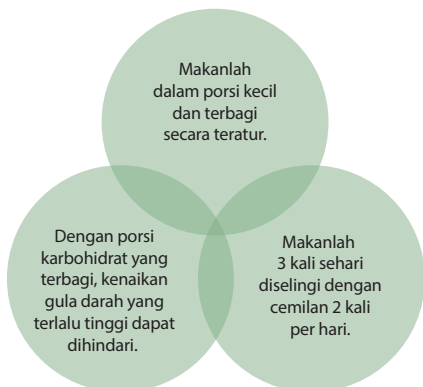 Makanlah
dalam porsi kecil
dan terbagi
secara teratur.
Dengan porsi
karbohidrat yang
terbagi, kenaikan
gula darah yang
terlalu tinggi dapat
dihindari.
Makanlah
3 kali sehari
diselingi dengan
cemilan 2 kali
per hari.